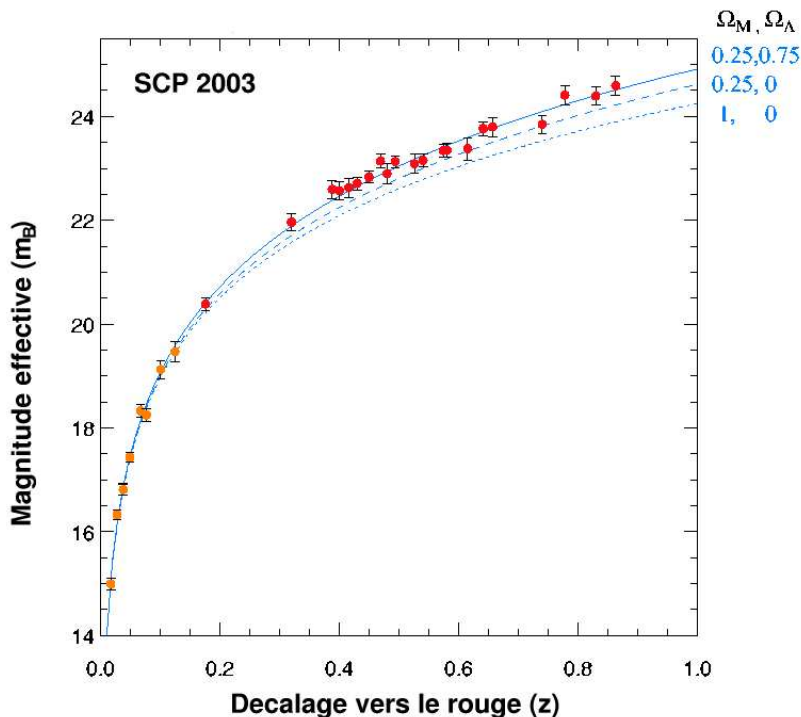 Ω_M , Ω_Λ
0.25,0.75
0.25, 0
1, 0
SCP 2003
24
22
20
18
16
14
Magnitude effective (m_B)
0.0 0.2 0.4 0.6 0.8 1.0
Decalage vers le rouge (z)